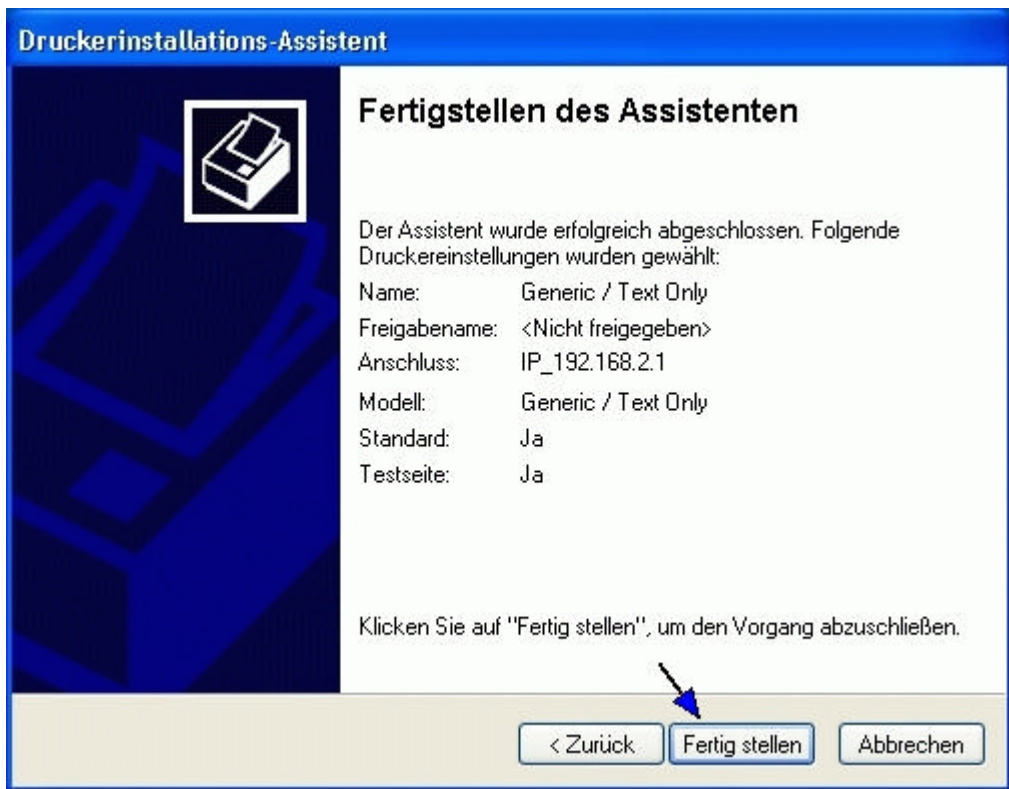 Druckerinstallations-Assistent
Fertigstellen des Assistenten
Der Assistent wurde erfolgreich abgeschlossen. Folgende
Druckereinstellungen wurden gewählt:
Name: Generic / Text Only
Freigabename: <Nicht freigegeben>
Anschluss: IP_192.168.2.1
Modell: Generic / Text Only
Standard: Ja
Testseite: Ja
Klicken Sie auf "Fertig stellen", um den Vorgang abzuschließen.
< Zurück Fertig stellen Abbrechen